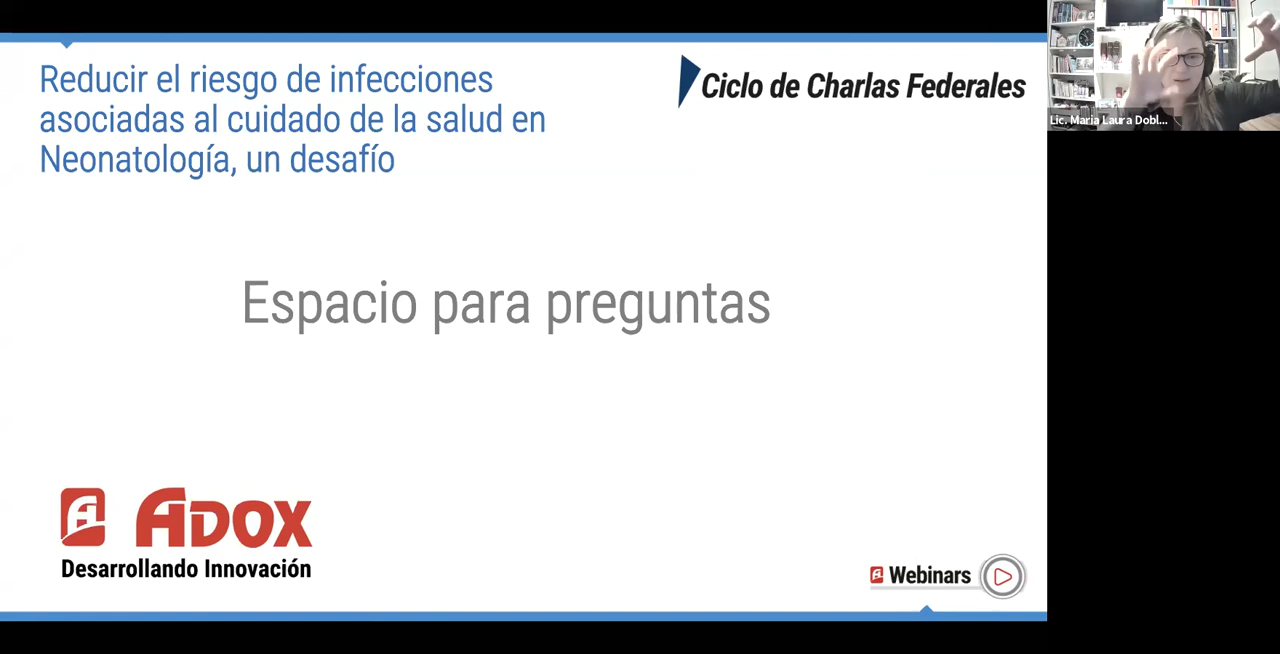 Reducir el riesgo de infecciones
asociadas al cuidado de la salud en
Neonatología, un desafío
Ciclo de Charlas Federales
Lic. Maria Laura Dobl...
Espacio para preguntas
ADOX
Desarrollando Innovación
Webinars